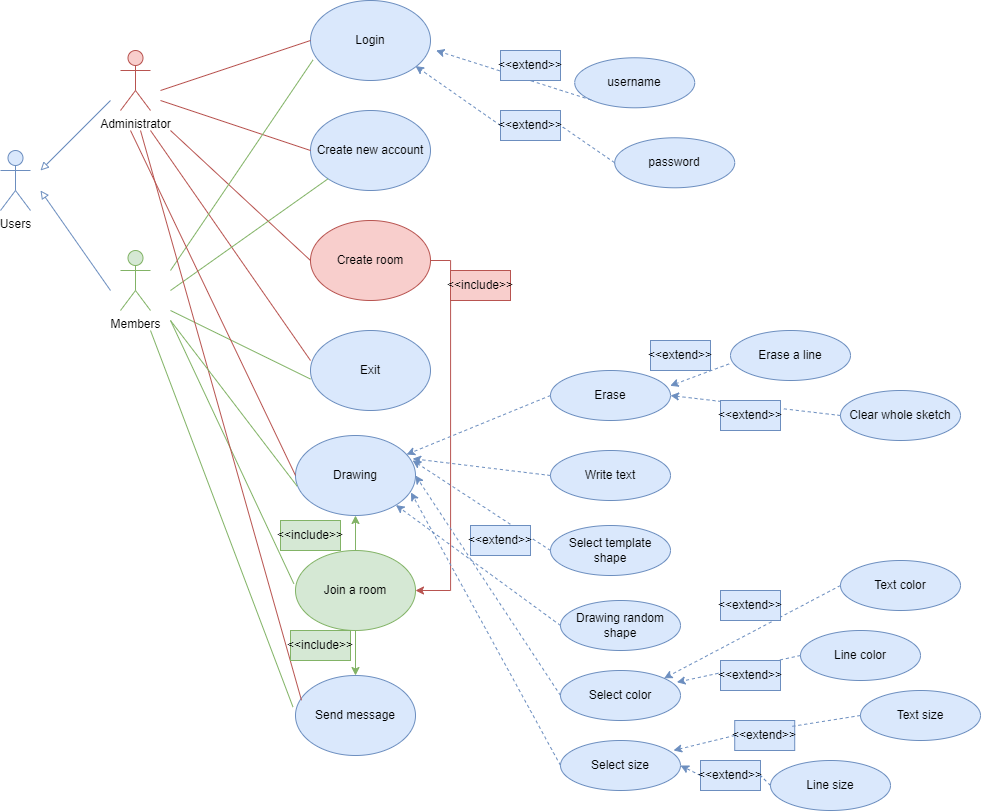 Login
<<extend>>
username
Administrator
<<extend>>
Create new account
password
Users
Create room
<<include>>
Members
Exit
<<extend>>
Erase a line
Erase
<<extend>>
Clear whole sketch
Drawing
Write text
<<include>>
<<extend>>
Select template
shape
Join a room
Text color
<<extend>>
Drawing random
shape
<<include>>
Line color
<<extend>>
Select color
Send message
Text size
<<extend>>
Select size
<<extend>>
Line size